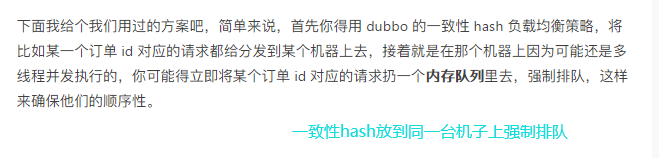 下面我给个我们用过的方案吧，简单来说，首先你得用 dubbo 的一致性 hash 负载均衡策略，将
比如某一个订单 id 对应的请求都给分发到某个机器上去，接着就是在那个机器上因为可能还是多
线程并发执行的，你可能得立即将某个订单 id 对应的请求扔一个内存队列里去，强制排队，这样
来确保他们的顺序性。
一致性hash放到同一台机子上强制排队